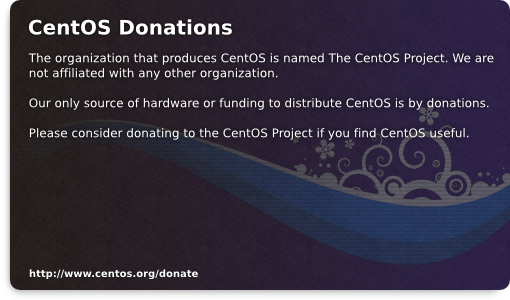 CentOS Donations
The organization that produces CentOS is named The CentOS Project. We are
not affiliated with any other organization.
Our only source of hardware or funding to distribute CentOS is by donations.
Please consider donating to the CentOS Project if you find CentOS useful.
http://www.centos.org/donate